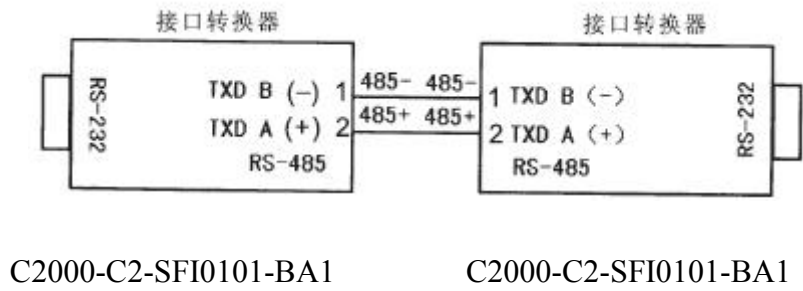 接口转换器
接口转换器
RS-232
TXD B (-) 1
485- 485-
1 TXD B (-)
TXD A (+) 2
485+ 485+
2 TXD A (+)
RS-485
RS-485
RS-232
C2000-C2-SFI0101-BA1
C2000-C2-SFI0101-BA1